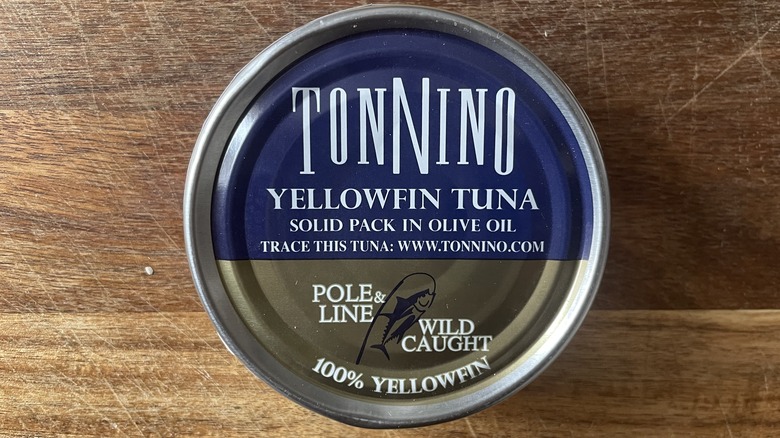 TONNINO
YELLOWFIN TUNA
SOLID PACK IN OLIVE OIL
TRACE THIS TUNA: WWW.TONNINO.COM
POLE &
LINE
WILD
CAUGHT
100% YELLOWFIN